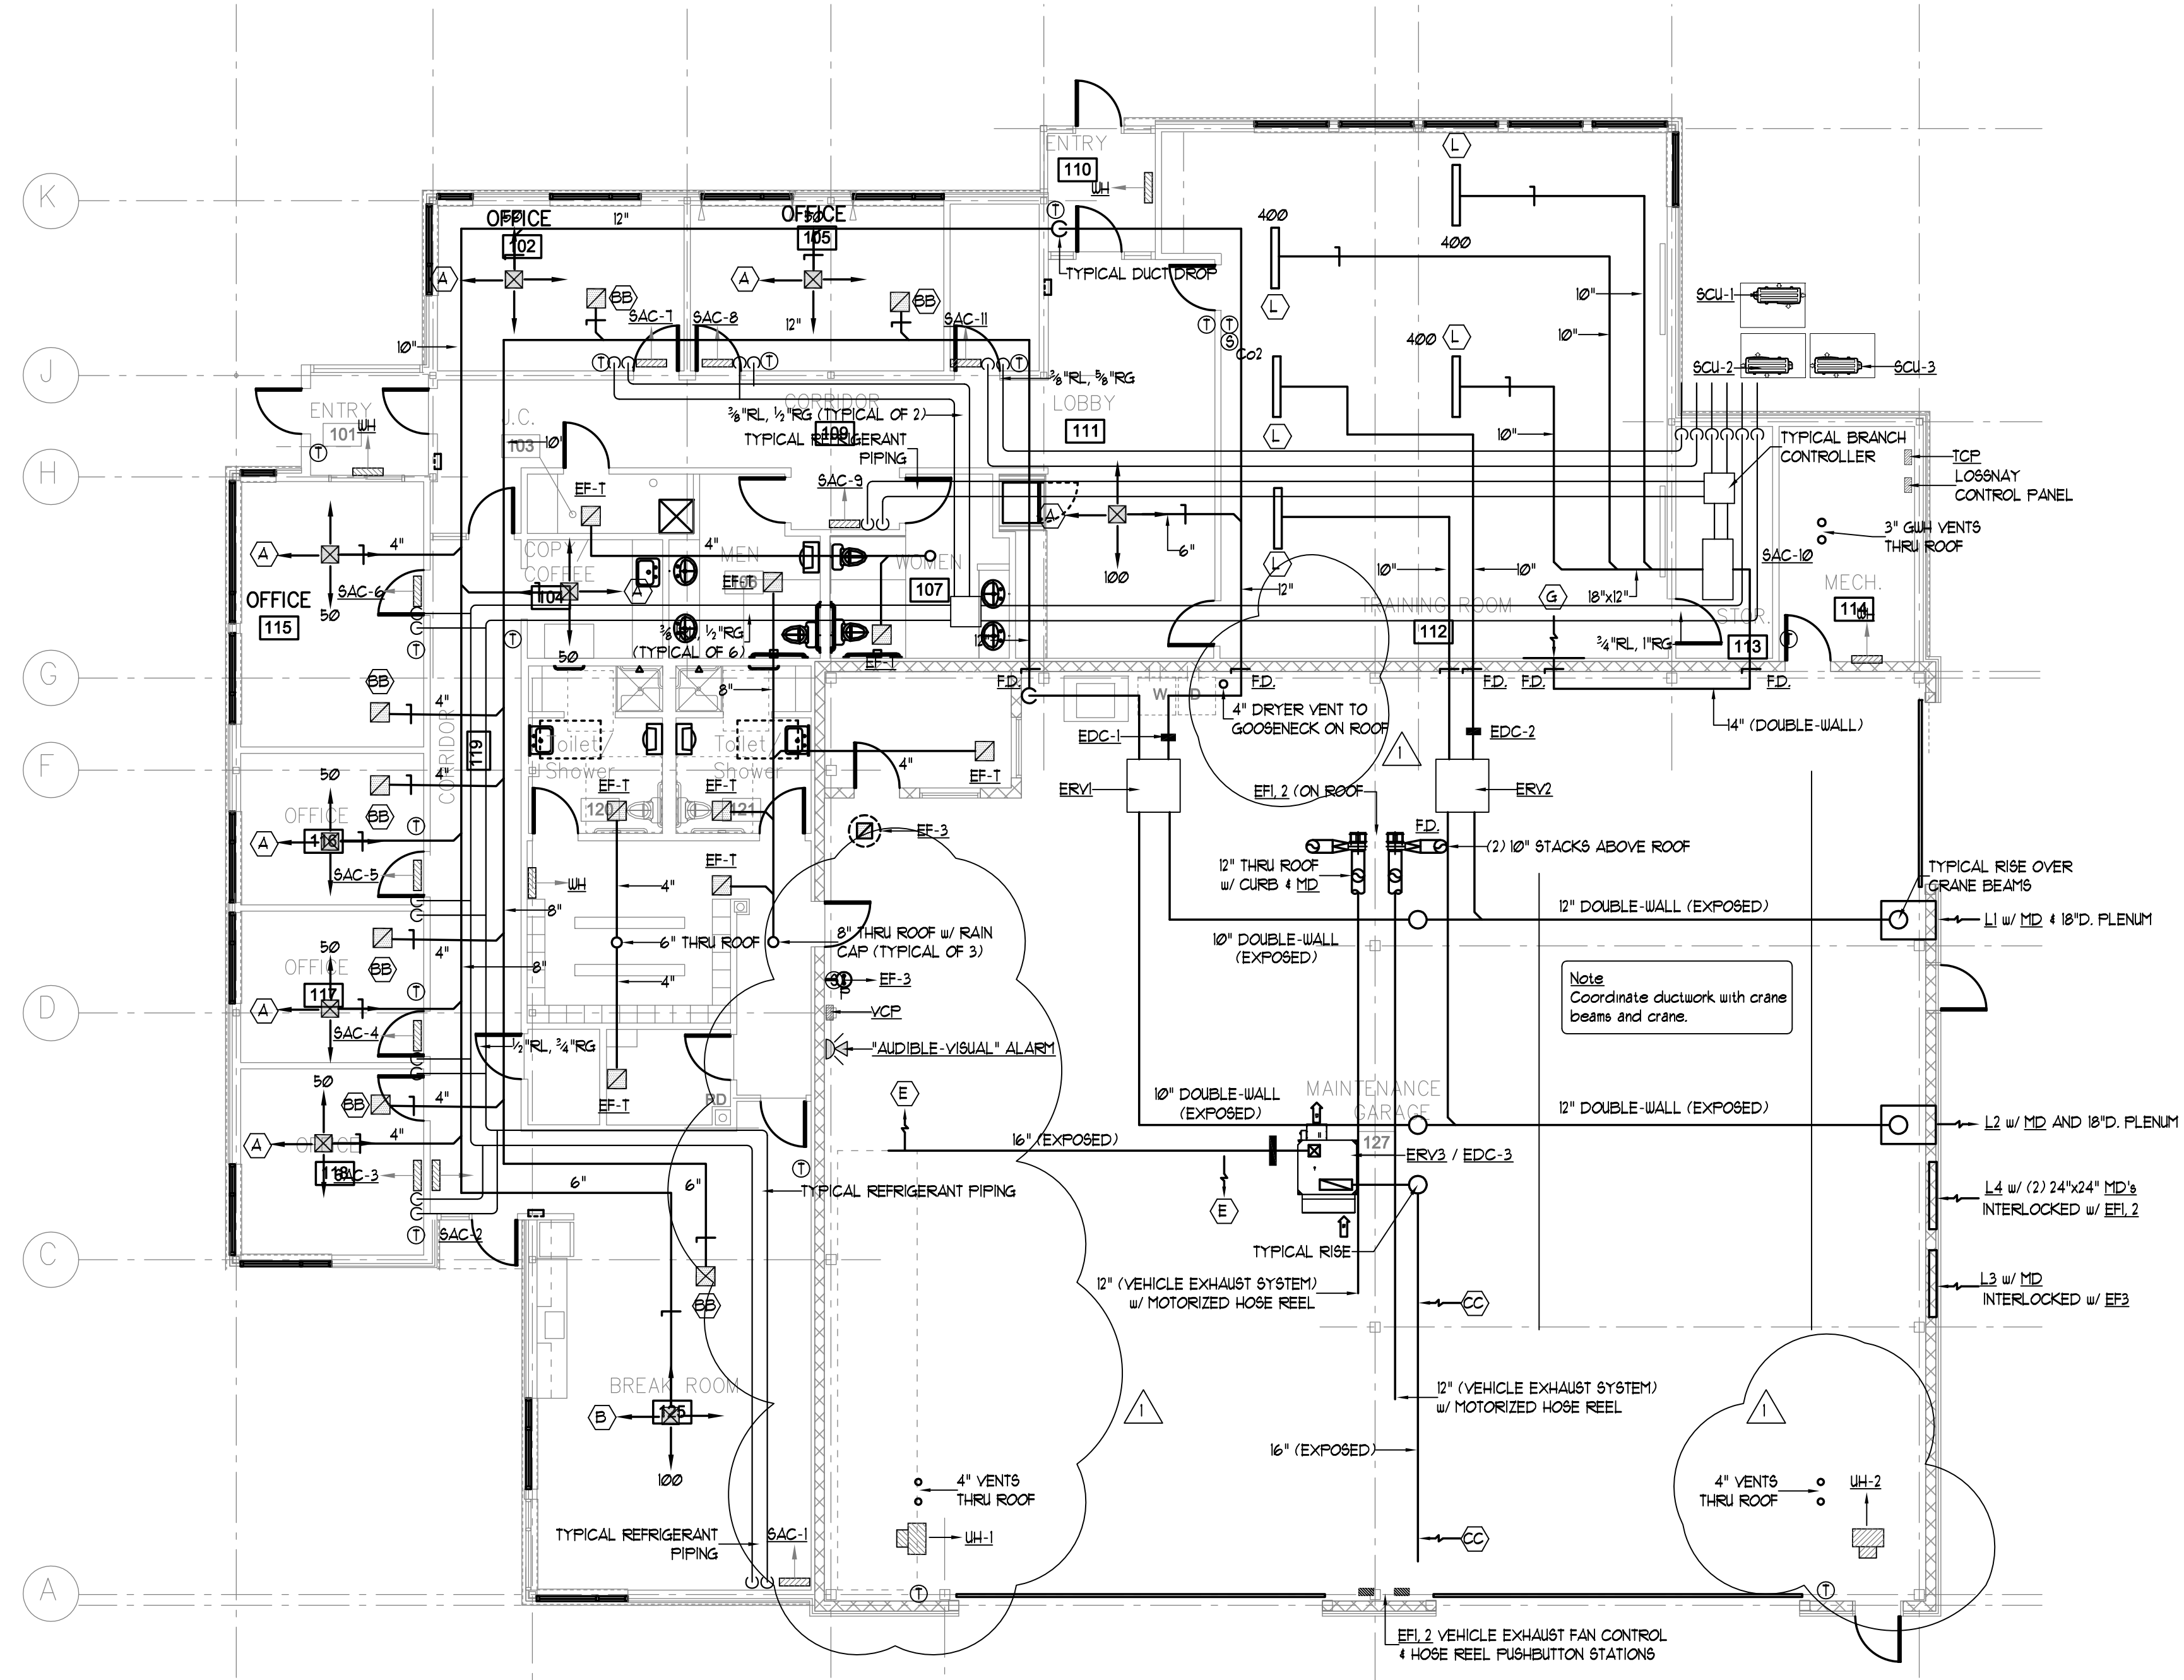 K
J
H
G
F
D
C
A
ENTRY
110
WH
OFFICE
50
102
12"
OFFICE
50
105
T
TYPICAL DUCT DROP
A
A
BB
BB
10"
12"
SAC-7
SAC-8
SAC-11
T
T
T
⅜"RL, ⅝"RG
CORRIDOR
109
⅜"RL, ½"RG (TYPICAL OF 2)
TYPICAL REFRIGERANT
PIPING
LOBBY
111
T
T
S
Co2
L
400
400
L
400
L
L
L
10"
10"
10"
10"
10"
12"
SCU-1
SCU-2
SCU-3
TYPICAL BRANCH
CONTROLLER
TCP
LOSSNAY
CONTROL PANEL
3" GWH VENTS
THRU ROOF
SAC-10
MECH.
114
WH
T
STOR.
113
18"x12"
G
TRAINING ROOM
112
¾"RL, 1"RG
ENTRY
101
WH
T
J.C.
103
10"
EF-T
SAC-9
COPY/
COFFEE
104
A
50
4"
MEN
106
EF-T
WOMEN
107
EF-T
⅜"RL, ½"RG
(TYPICAL OF 6)
12"
A
6"
100
A
4"
SAC-6
OFFICE
50
115
T
T
BB
4"
CORRIDOR
119
8"
Toilet/
Shower
120
Toilet/
Shower
121
EF-T
EF-T
EF-T
EF-T
4"
F.D.
F.D.
F.D.
F.D.
F.D.
W
D
4" DRYER VENT TO
GOOSENECK ON ROOF
EDC-1
EDC-2
14" (DOUBLE-WALL)
1
ERV1
EF1, 2 (ON ROOF
ERV2
F.D.
50
4"
BB
OFFICE
116
A
T
SAC-5
EF-3
12" THRU ROOF
w/ CURB & MD
(2) 10" STACKS ABOVE ROOF
TYPICAL RISE OVER
CRANE BEAMS
WH
4"
8"
50
4"
BB
OFFICE
117
A
T
SAC-4
8"
6" THRU ROOF
8" THRU ROOF w/ RAIN
CAP (TYPICAL OF 3)
4"
EF-3
VCP
"AUDIBLE-VISUAL" ALARM
½"RL, ¾"RG
EF-T
RD
12" DOUBLE-WALL (EXPOSED)
10" DOUBLE-WALL
(EXPOSED)
L1 w/ MD & 18"D. PLENUM
Note
Coordinate ductwork with crane
beams and crane.
50
BB
4"
4"
A
OFFICE
118
SAC-3
T
SAC-2
E
10" DOUBLE-WALL
(EXPOSED)
MAINTENANCE
GARAGE
127
12" DOUBLE-WALL (EXPOSED)
L2 w/ MD AND 18"D. PLENUM
16" (EXPOSED)
ERV3 / EDC-3
E
T
TYPICAL REFRIGERANT PIPING
6"
6"
L4 w/ (2) 24"x24" MD's
INTERLOCKED w/ EF1, 2
TYPICAL RISE
12" (VEHICLE EXHAUST SYSTEM)
w/ MOTORIZED HOSE REEL
CC
L3 w/ MD
INTERLOCKED w/ EF3
BB
BREAK ROOM
125
B
100
12" (VEHICLE EXHAUST SYSTEM)
w/ MOTORIZED HOSE REEL
1
1
16" (EXPOSED)
4" VENTS
THRU ROOF
UH-1
4" VENTS
THRU ROOF
UH-2
CC
TYPICAL REFRIGERANT
PIPING
SAC-1
T
T
EF1, 2 VEHICLE EXHAUST FAN CONTROL
& HOSE REEL PUSHBUTTON STATIONS